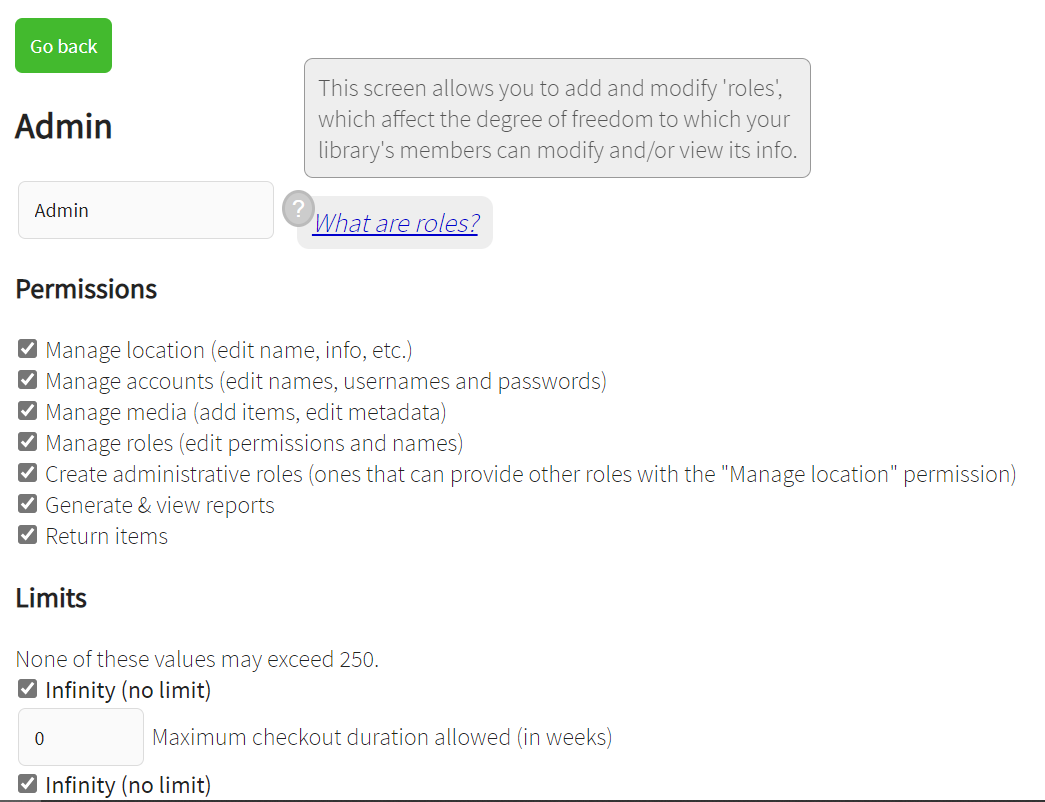 Go back
This screen allows you to add and modify 'roles',
which affect the degree of freedom to which your
library's members can modify and/or view its info.
Admin
Admin
?
What are roles?
Permissions
Manage location (edit name, info, etc.)
Manage accounts (edit names, usernames and passwords)
Manage media (add items, edit metadata)
Manage roles (edit permissions and names)
Create administrative roles (ones that can provide other roles with the "Manage location" permission)
Generate & view reports
Return items
Limits
None of these values may exceed 250.
Infinity (no limit)
0 Maximum checkout duration allowed (in weeks)
Infinity (no limit)